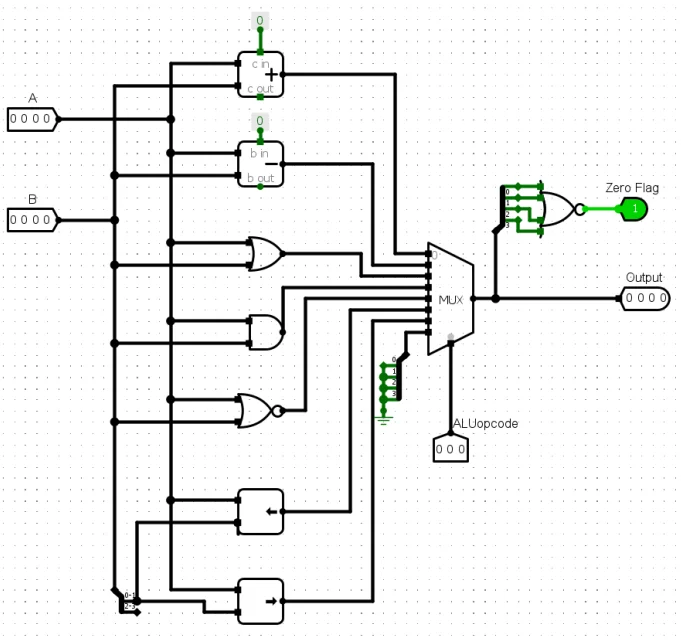 0
c in
+
c out
A
0 0 0 0
0
b in
−
b out
Zero Flag
0
1
2
3
1
B
0 0 0 0
0
MUX
Output
0 0 0 0
0
1
2
3
ALUopcode
0 0 0
←
0-1
2-3
→